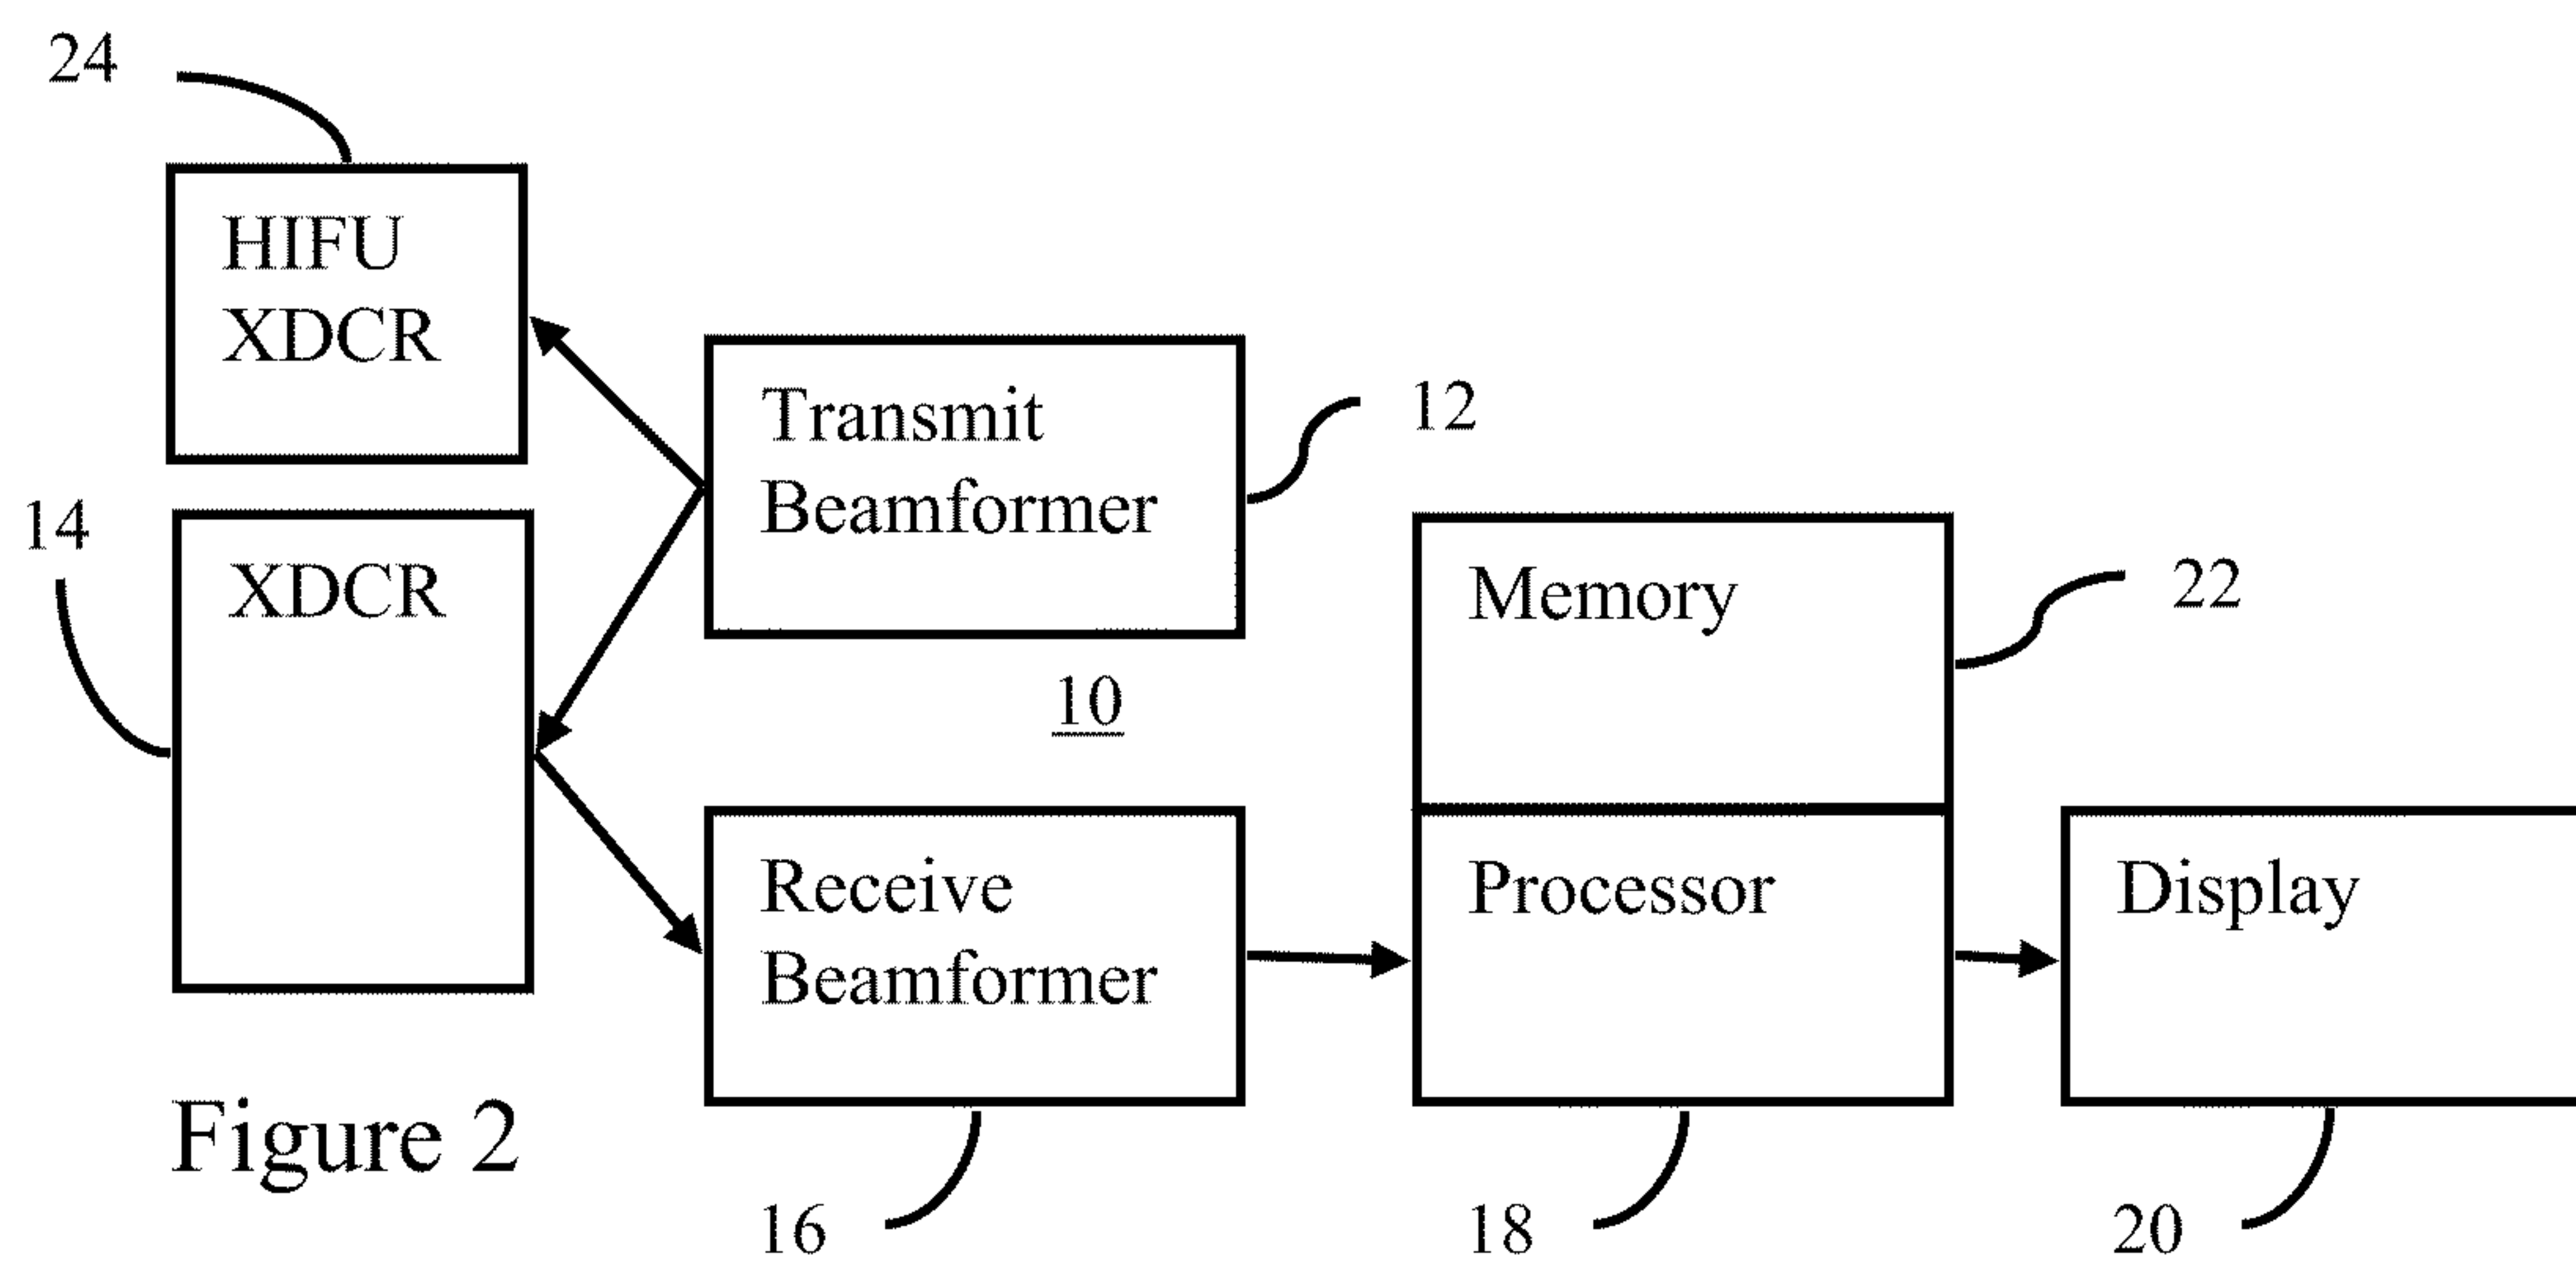 24
HIFU
XDCR
Transmit
Beamformer
12
14
XDCR
Memory
22
10
Receive
Beamformer
Processor
Display
Figure 2
16
18
20